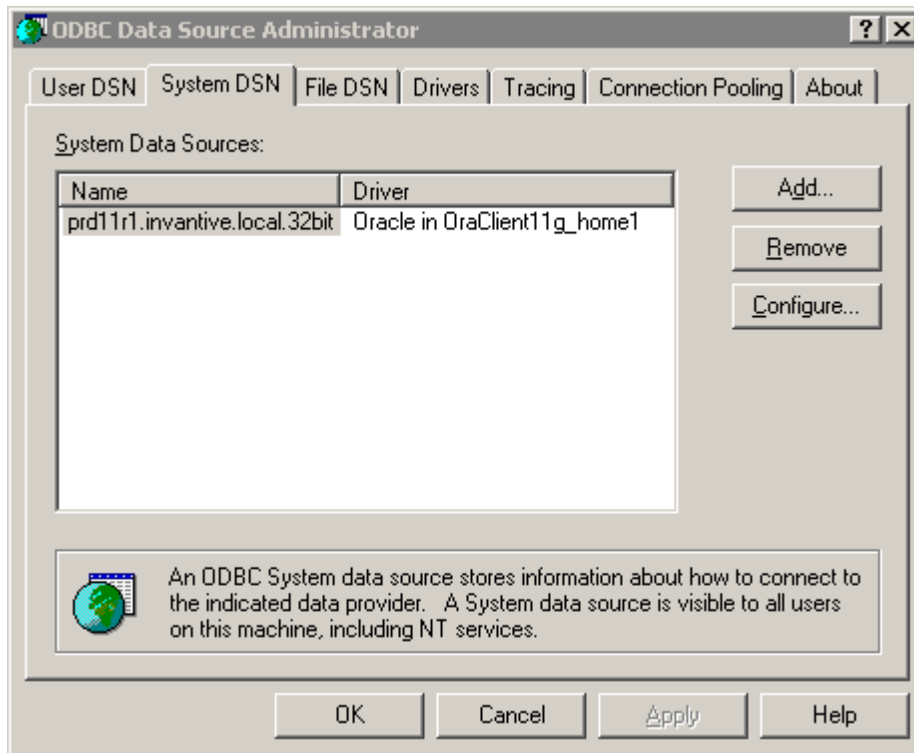 ODBC Data Source Administrator
User DSN System DSN File DSN Drivers Tracing Connection Pooling About
System Data Sources:
Name Driver
prd11r1.invantive.local.32bit Oracle in OraClient11g_home1
Add...
Remove
Configure...
An ODBC System data source stores information about how to connect to
the indicated data provider. A System data source is visible to all users
on this machine, including NT services.
OK Cancel Apply Help